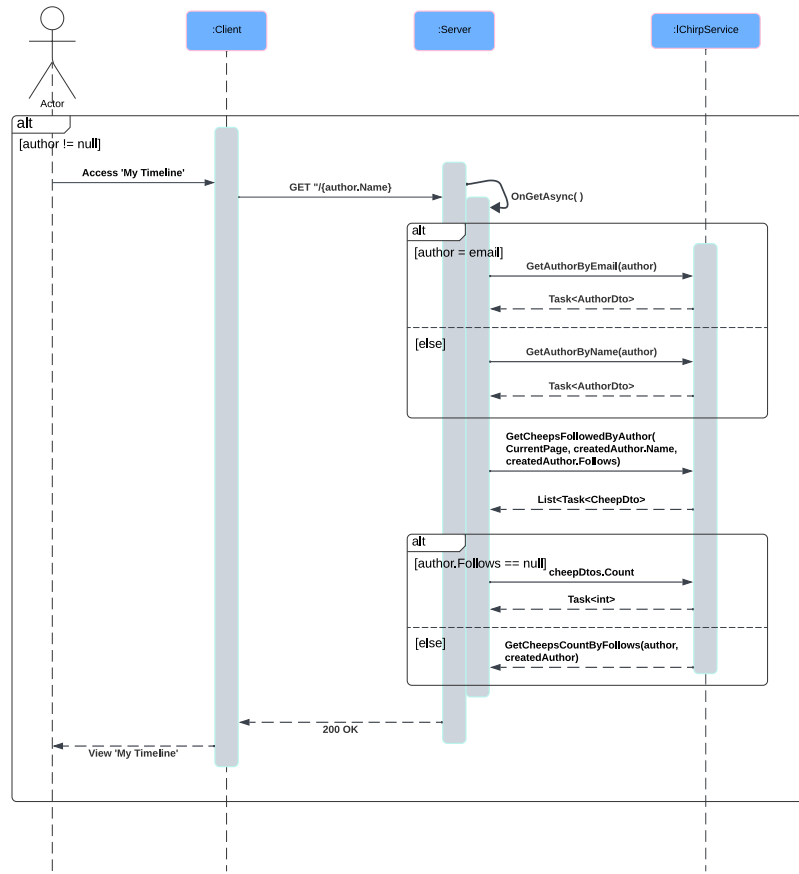 :Client
:Server
:IChirpService
Actor
alt
[author != null]
Access 'My Timeline'
GET "/{author.Name}
OnGetAsync( )
alt
[author = email]
GetAuthorByEmail(author)
Task<AuthorDto>
[else]
GetAuthorByName(author)
Task<AuthorDto>
GetCheepsFollowedByAuthor(
CurrentPage, createdAuthor.Name,
createdAuthor.Follows)
List<Task<CheepDto>
alt
[author.Follows == null]
cheepDtos.Count
Task<int>
[else]
GetCheepsCountByFollows(author,
createdAuthor)
200 OK
View 'My Timeline'